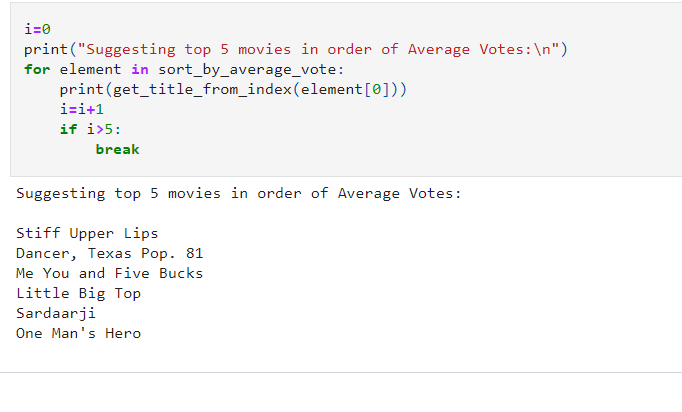 i=0
print("Suggesting top 5 movies in order of Average Votes:\n")
for element in sort_by_average_vote:
    print(get_title_from_index(element[0]))
    i=i+1
    if i>5:
        break
Suggesting top 5 movies in order of Average Votes:
Stiff Upper Lips
Dancer, Texas Pop. 81
Me You and Five Bucks
Little Big Top
Sardaarji
One Man's Hero